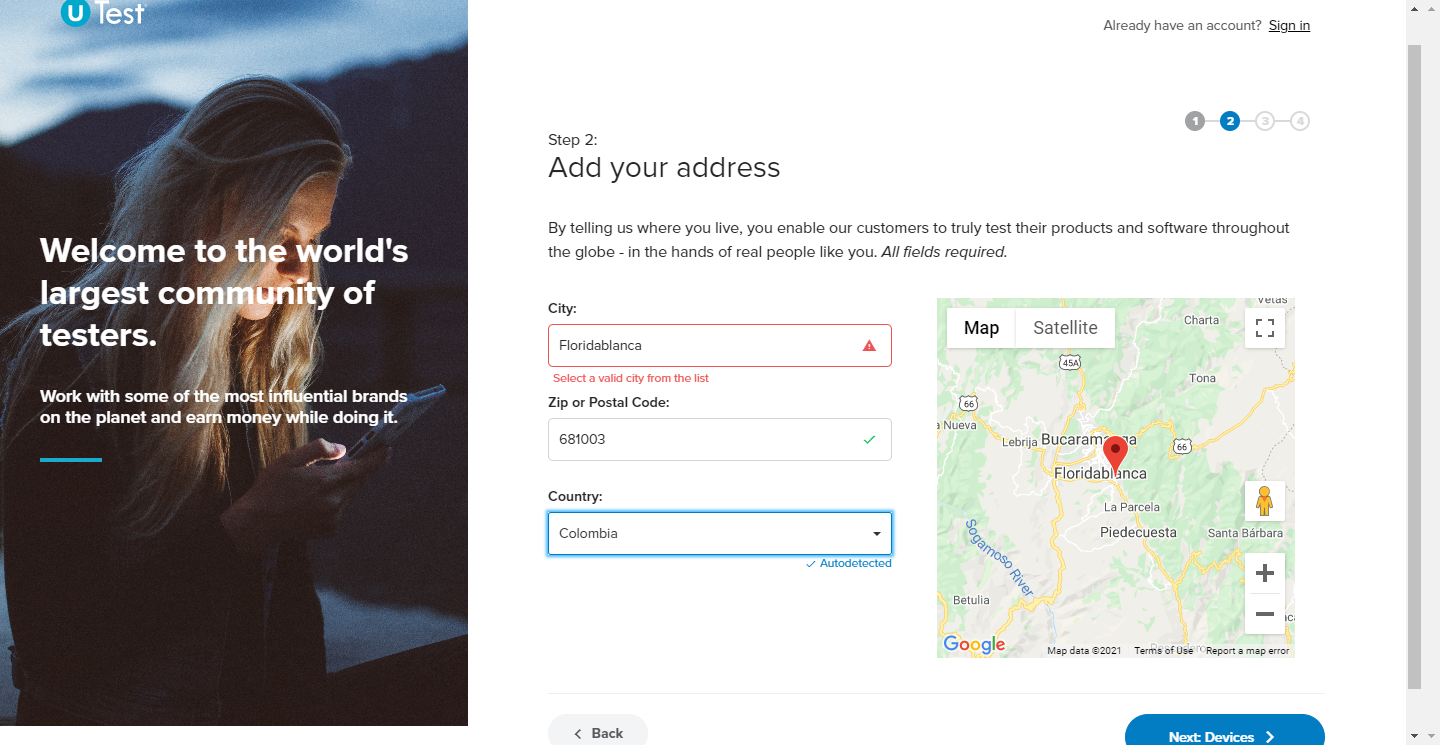 U Test
Already have an account? Sign in
1 2 3 4
Step 2:
Add your address
By telling us where you live, you enable our customers to truly test their products and software throughout
the globe - in the hands of real people like you. All fields required.
Welcome to the world's
largest community of
testers.
Work with some of the most influential brands
on the planet and earn money while doing it.
City:
Floridablanca
Select a valid city from the list
Zip or Postal Code:
681003
Country:
Colombia
Autodetected
Map Satellite
Vetas
Charta
45A
Tona
66
a Nueva
Lebrija
Bucaramanga
66
Floridablanca
La Parcela
Piedecuesta
Santa Bárbara
Sogamoso River
Betulia
Google
Map data ©2021 Terms of Use Report a map error
Back
Next: Devices